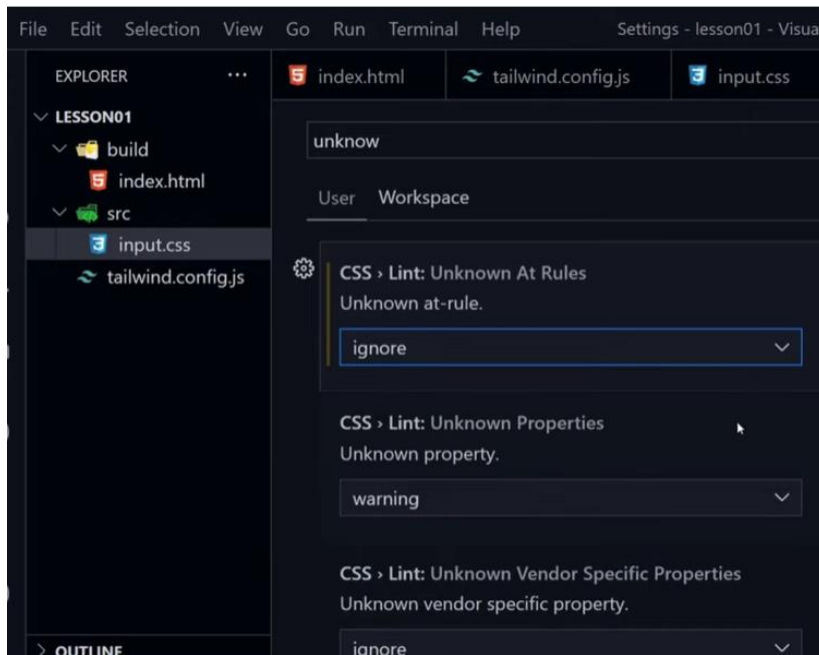 File Edit Selection View Go Run Terminal Help Settings - lesson01 - Visua
EXPLORER ...
index.html tailwind.config.js input.css
LESSON01
build
index.html
src
input.css
tailwind.config.js
OUTLINE
unknow
User Workspace
CSS › Lint: Unknown At Rules
Unknown at-rule.
ignore
CSS › Lint: Unknown Properties
Unknown property.
warning
CSS › Lint: Unknown Vendor Specific Properties
Unknown vendor specific property.
ignore